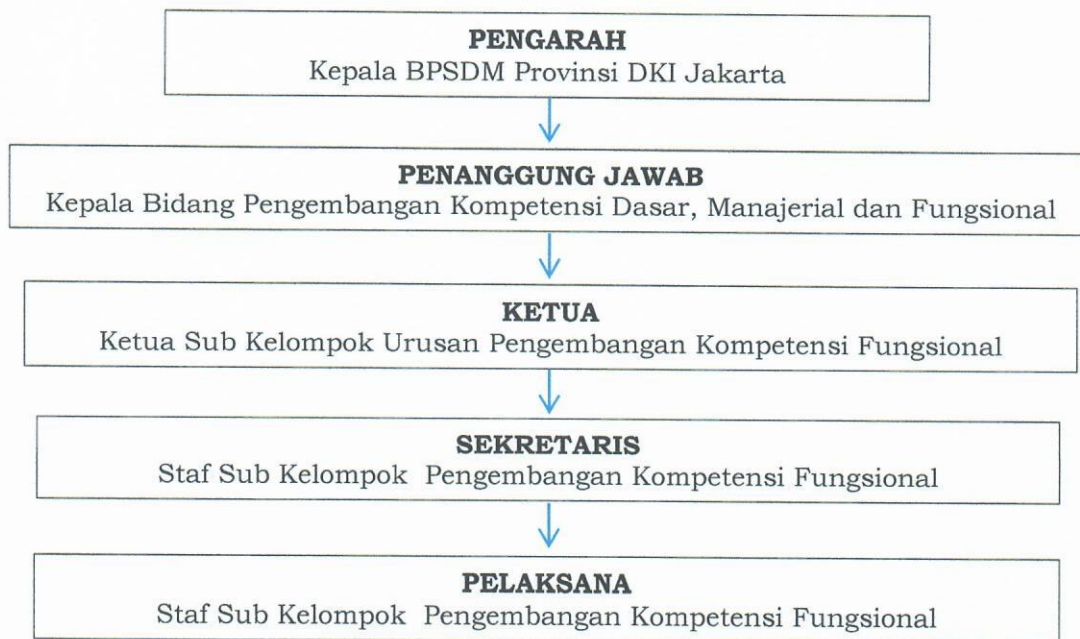 PENGARAH
Kepala BPSDM Provinsi DKI Jakarta
PENANGGUNG JAWAB
Kepala Bidang Pengembangan Kompetensi Dasar, Manajerial dan Fungsional
KETUA
Ketua Sub Kelompok Urusan Pengembangan Kompetensi Fungsional
SEKRETARIS
Staf Sub Kelompok Pengembangan Kompetensi Fungsional
PELAKSANA
Staf Sub Kelompok Pengembangan Kompetensi Fungsional